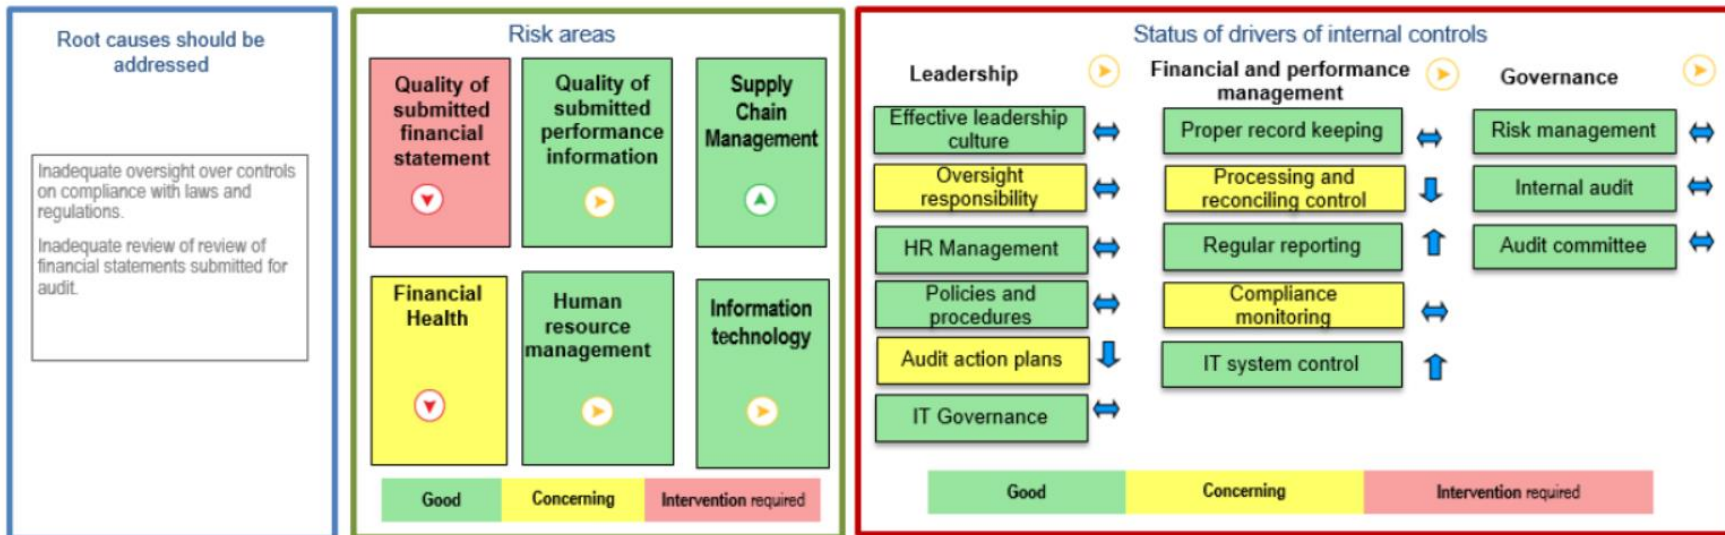 Root causes should be
addressed
Inadequate oversight over controls
on compliance with laws and
regulations.
Inadequate review of review of
financial statements submitted for
audit.
Risk areas
Quality of
submitted
financial
statement
Quality of
submitted
performance
information
Supply
Chain
Management
Financial
Health
Human
resource
management
Information
technology
Good
Concerning
Intervention required
Status of drivers of internal controls
Leadership
Effective leadership
culture
Oversight
responsibility
HR Management
Policies and
procedures
Audit action plans
IT Governance
Financial and performance
management
Proper record keeping
Processing and
reconciling control
Regular reporting
Compliance
monitoring
IT system control
Governance
Risk management
Internal audit
Audit committee
Good
Concerning
Intervention required